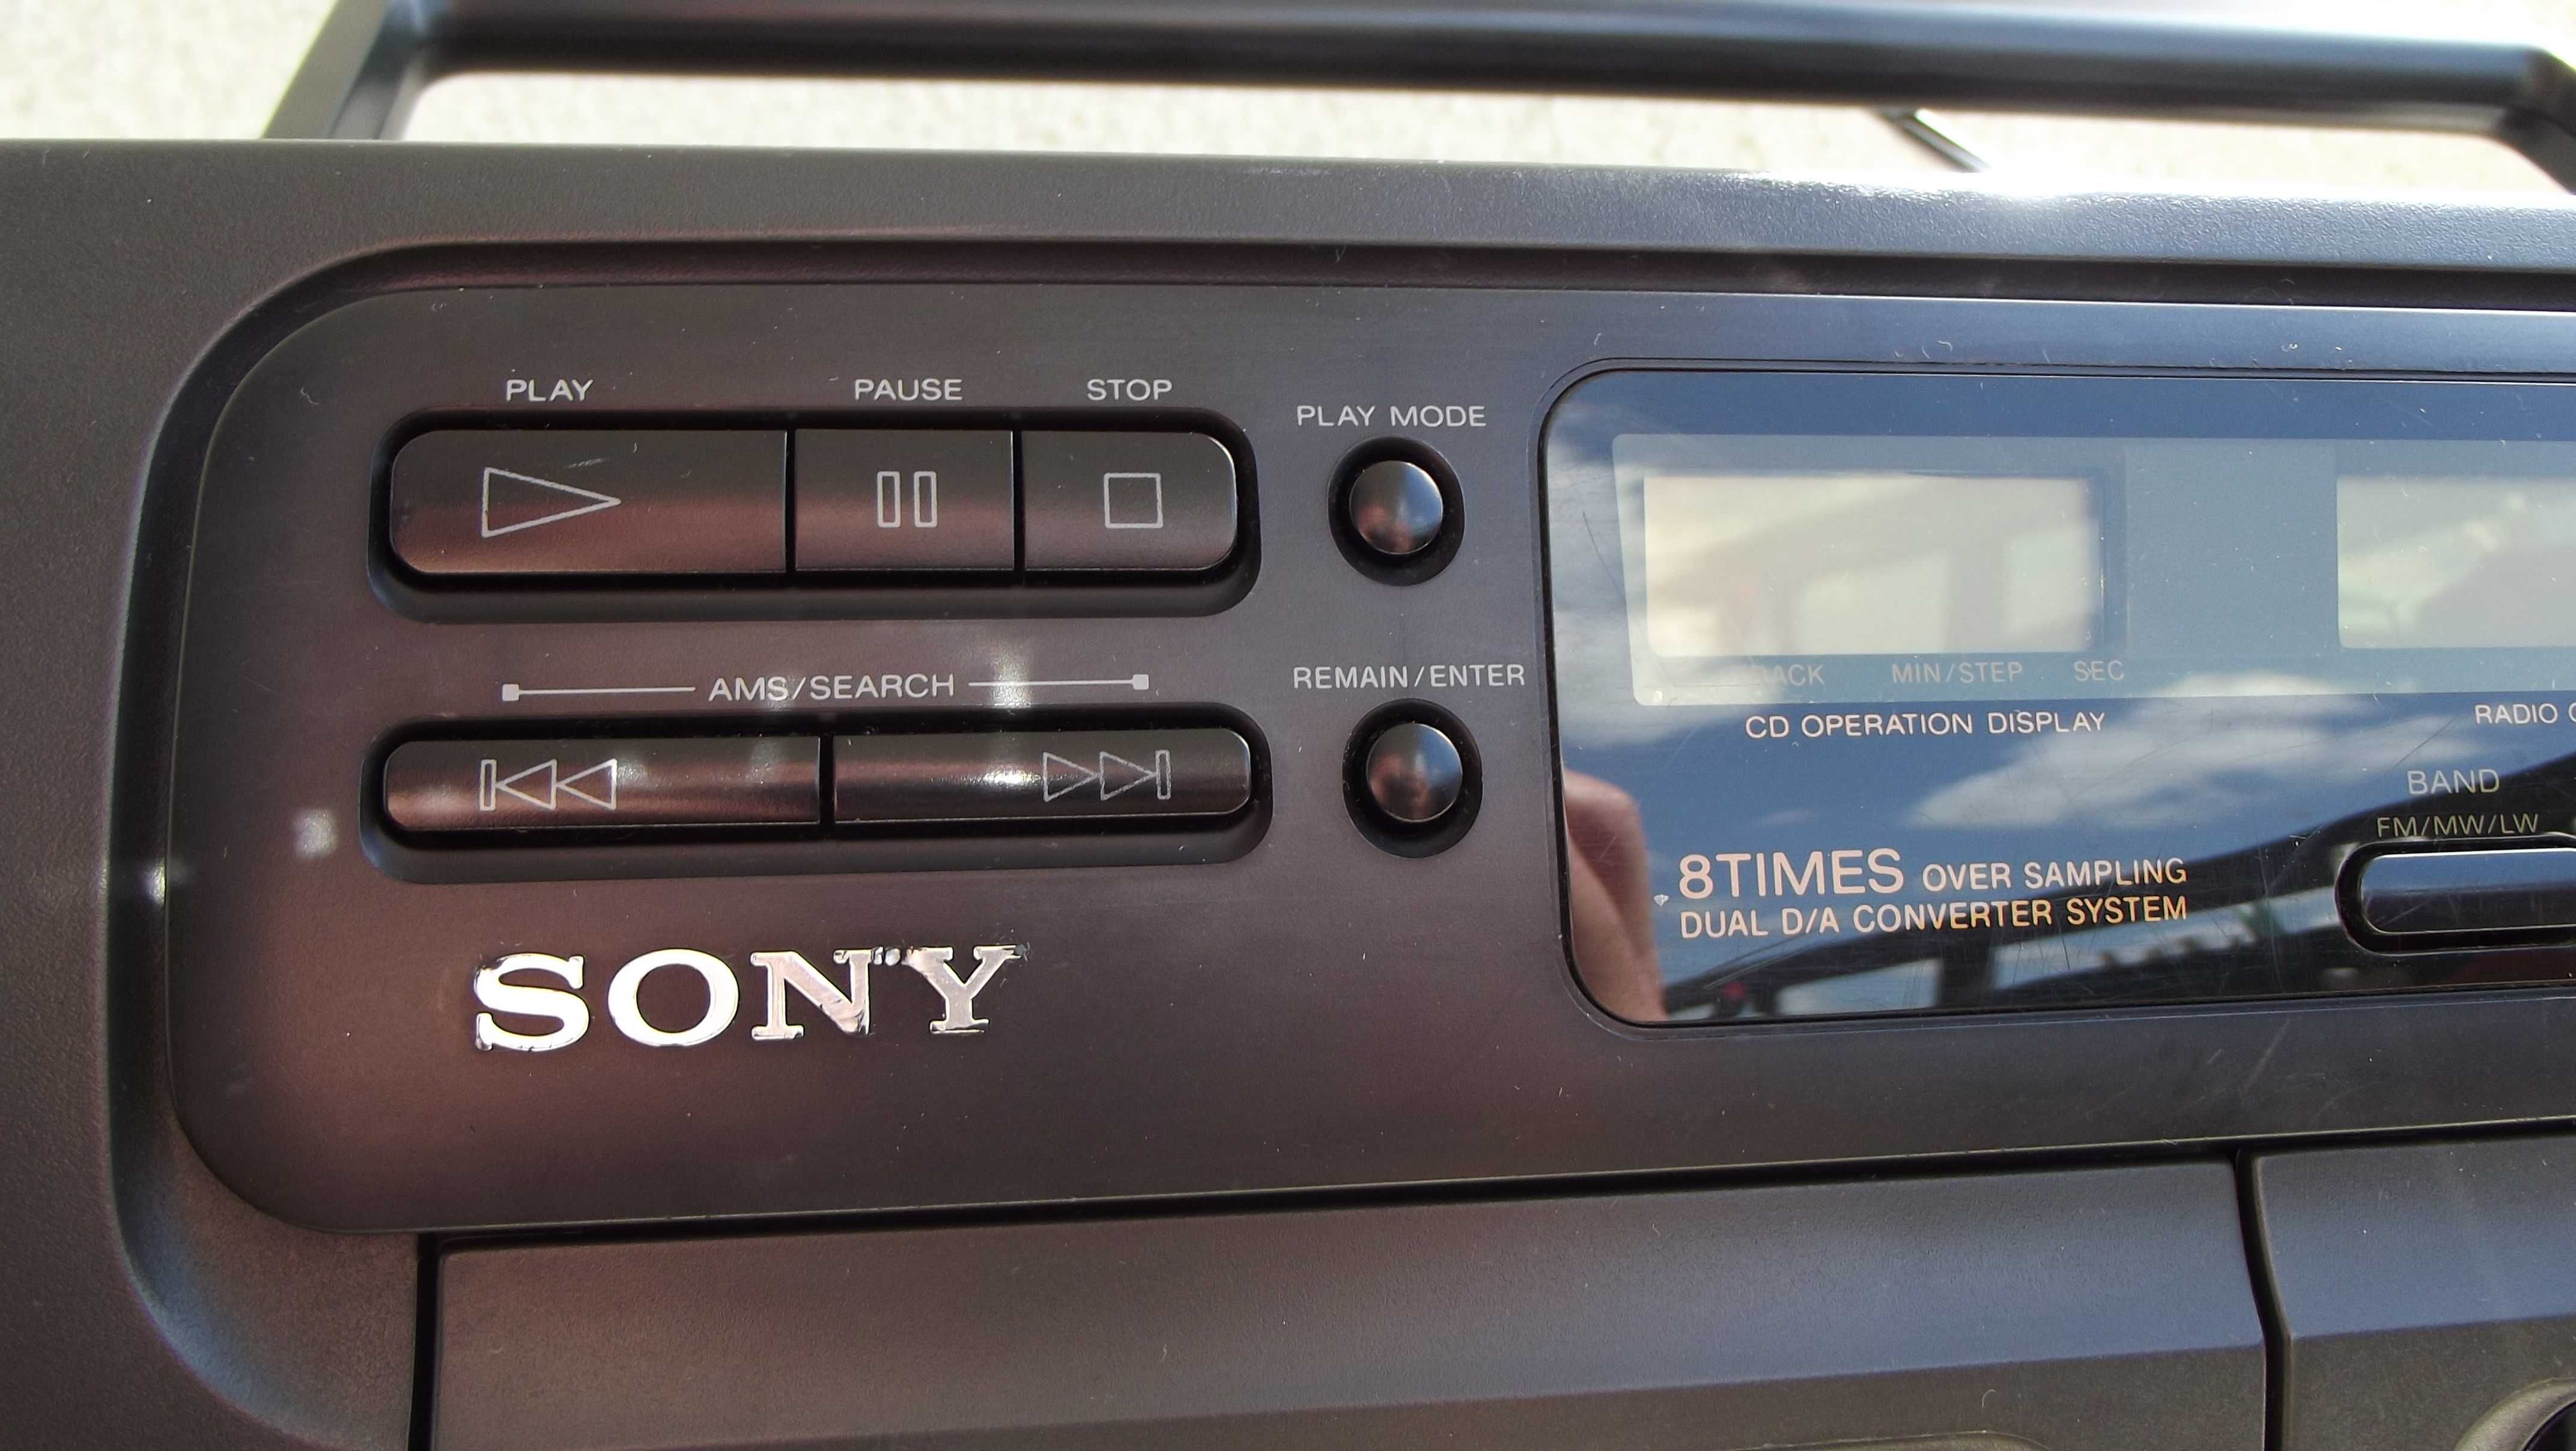 PLAY PAUSE STOP
PLAY MODE
AMS/SEARCH
REMAIN/ENTER
MIN/STEP SEC
CD OPERATION DISPLAY
RADIO
BAND
FM/MW/LW
8TIMES OVER SAMPLING
DUAL D/A CONVERTER SYSTEM
SONY